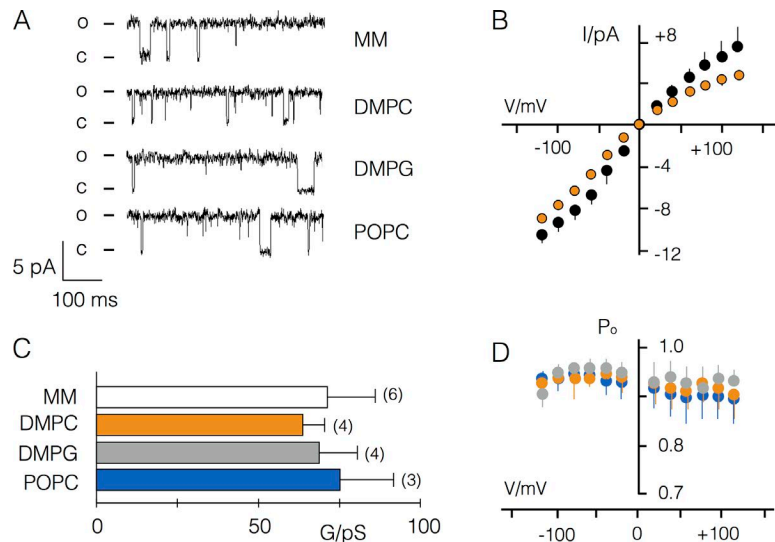 A
O
C
MM
O
C
DMPC
O
C
DMPG
O
C
POPC
5 pA
100 ms
B
I/pA
+8
V/mV
-100
+100
-4
-8
-12
C
MM
(6)
DMPC
(4)
DMPG
(4)
POPC
(3)
0
50
G/pS
100
D
Po
1.0
0.9
0.8
0.7
V/mV
-100
0
+100